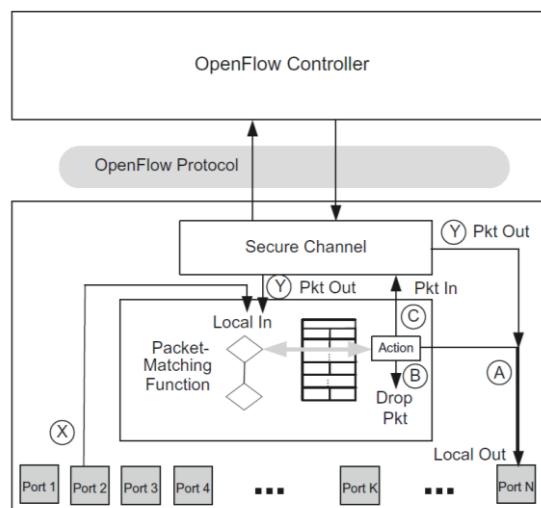 OpenFlow Controller
OpenFlow Protocol
Secure Channel
Y Pkt Out
Y Pkt Out
Pkt In
Local In
C
Packet-
Matching
Function
Action
B
A
Drop
Pkt
X
Local Out
Port 1
Port 2
Port 3
Port 4
...
Port K
...
Port N